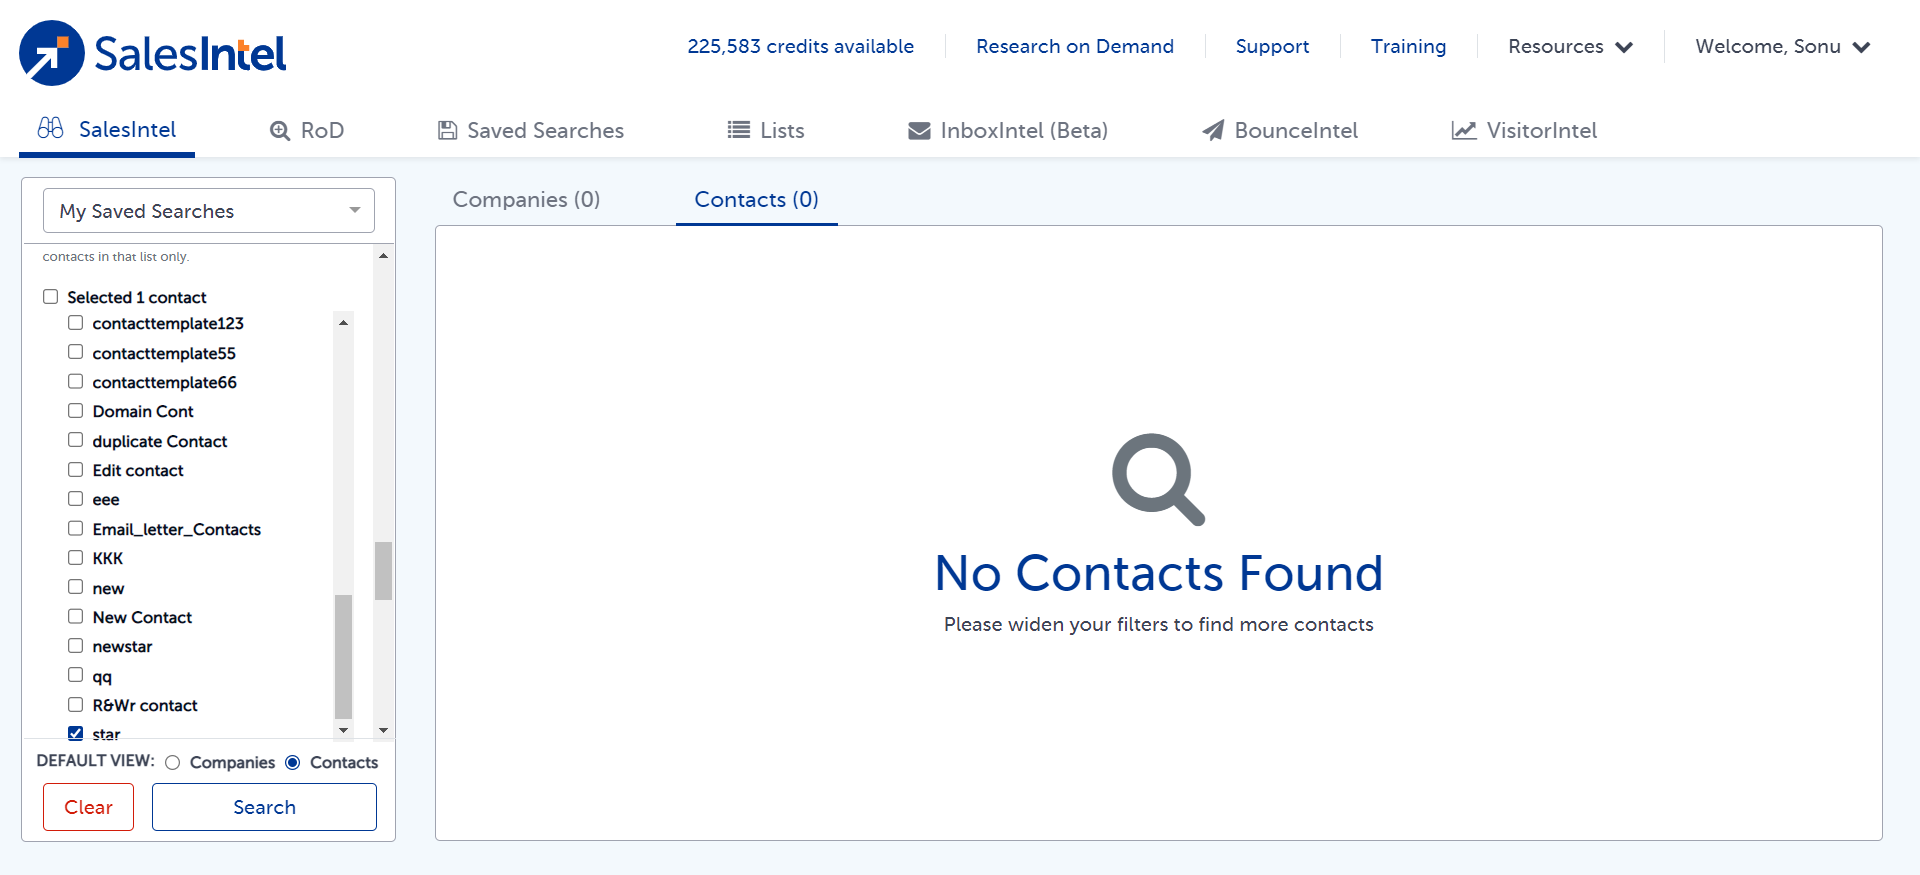 SalesIntel
225,583 credits available
Research on Demand
Support
Training
Resources
Welcome, Sonu
SalesIntel
RoD
Saved Searches
Lists
InboxIntel (Beta)
BounceIntel
VisitorIntel
My Saved Searches
contacts in that list only.
Selected 1 contact
contacttemplate123
contacttemplate55
contacttemplate66
Domain Cont
duplicate Contact
Edit contact
eee
Email_letter_Contacts
KKK
new
New Contact
newstar
qq
R&Wr contact
star
DEFAULT VIEW: Companies Contacts
Clear
Search
Companies (0)
Contacts (0)
No Contacts Found
Please widen your filters to find more contacts